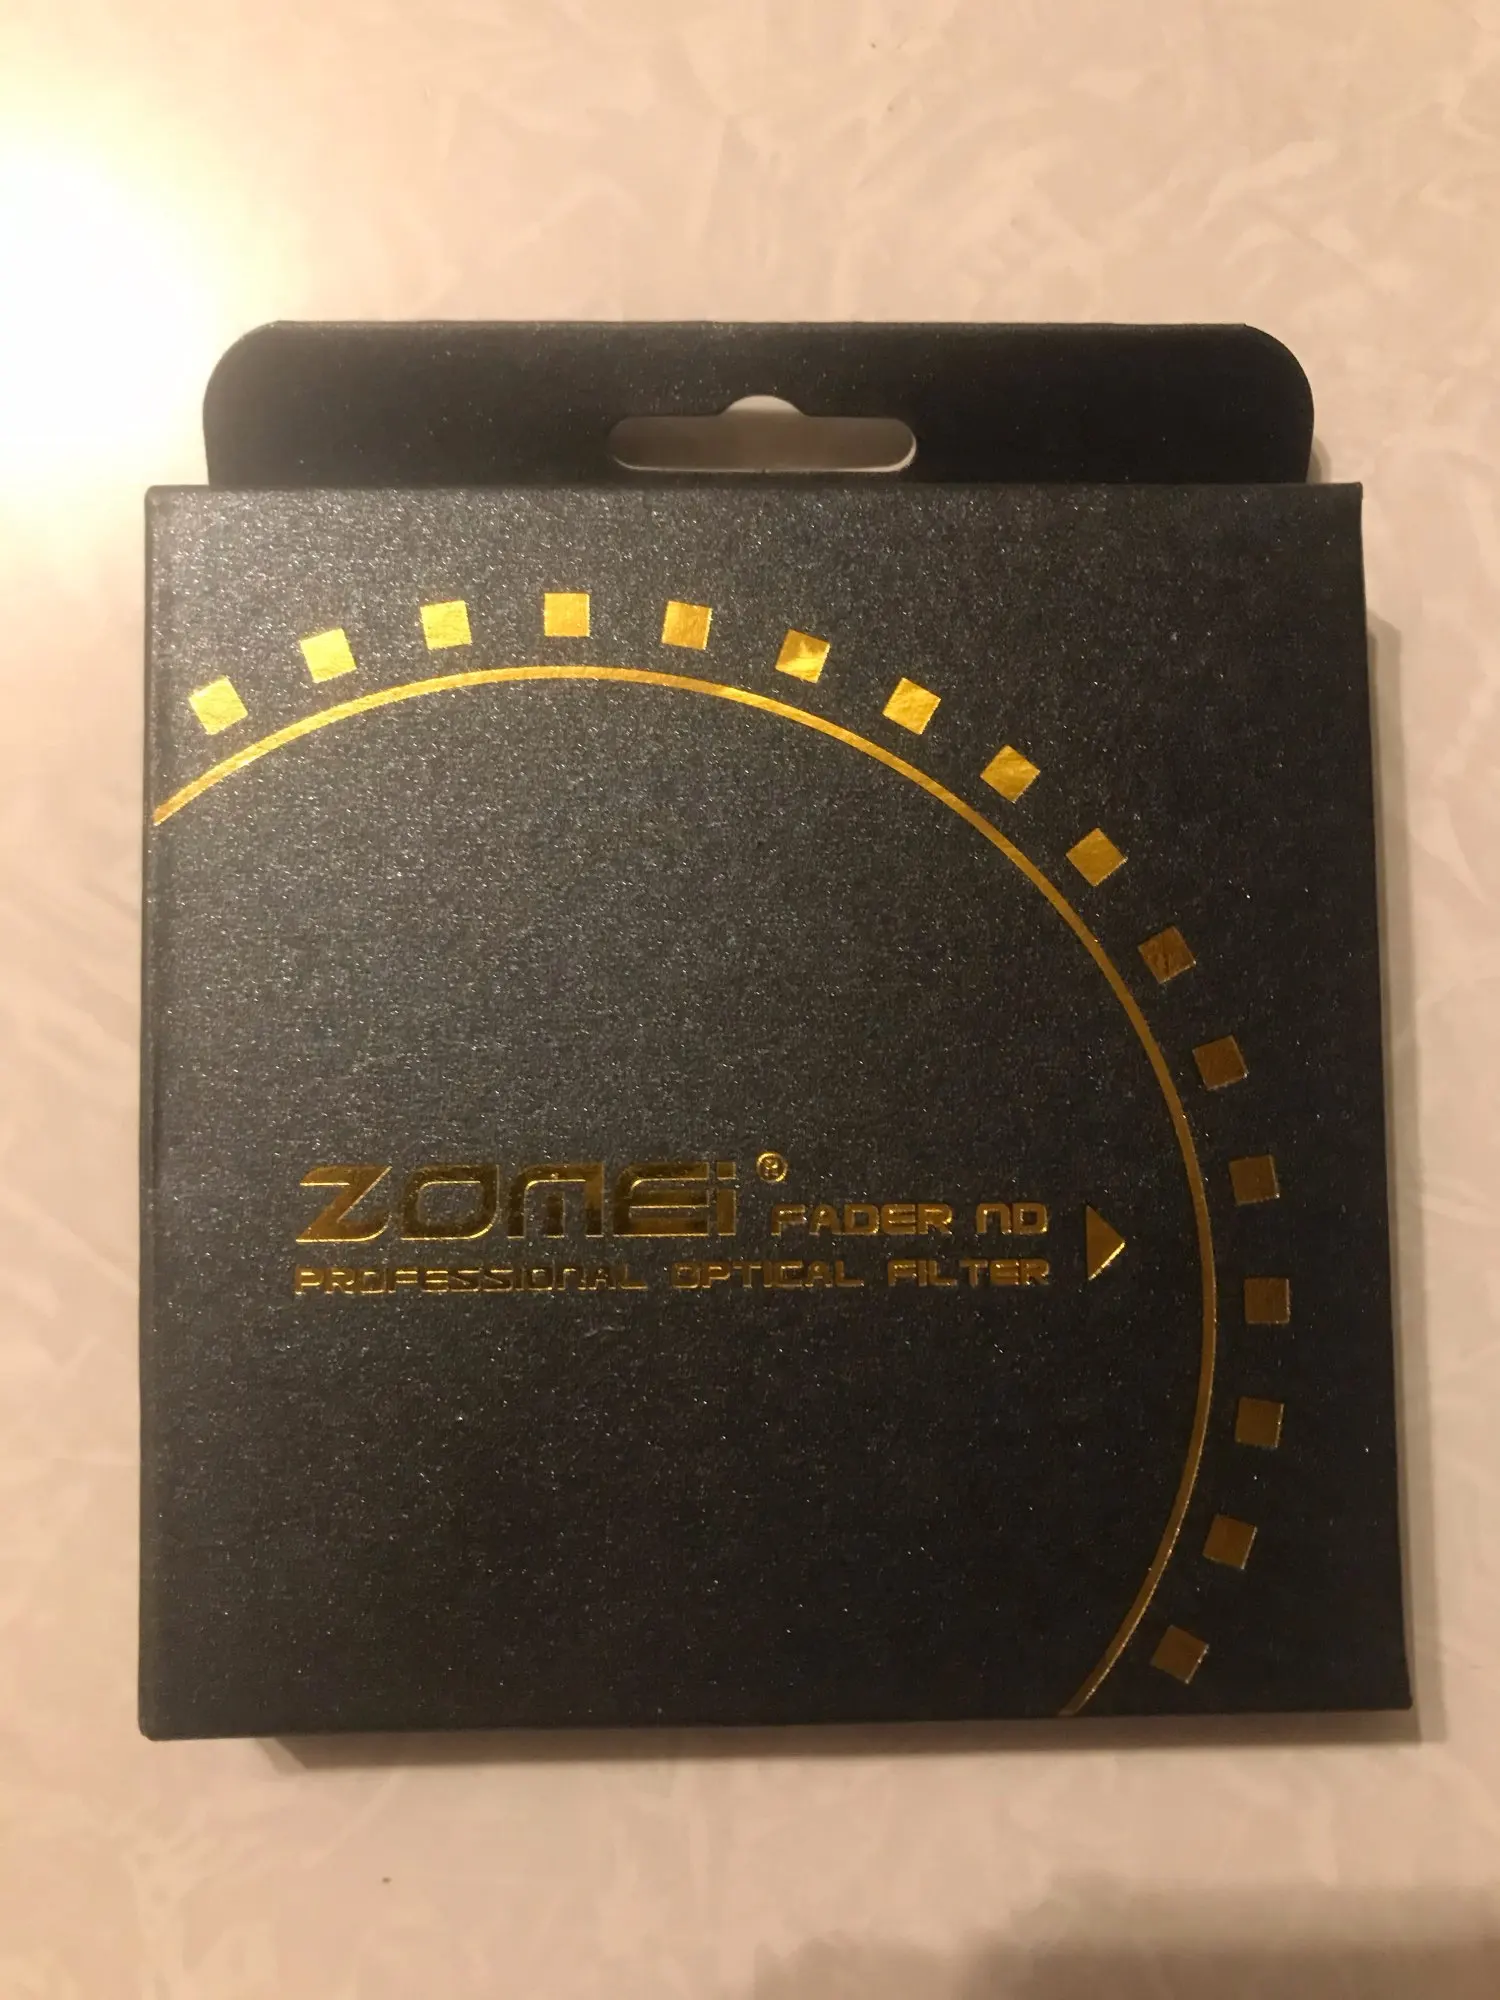 ZOMEi® FADER ND
PROFESSIONAL OPTICAL FILTER